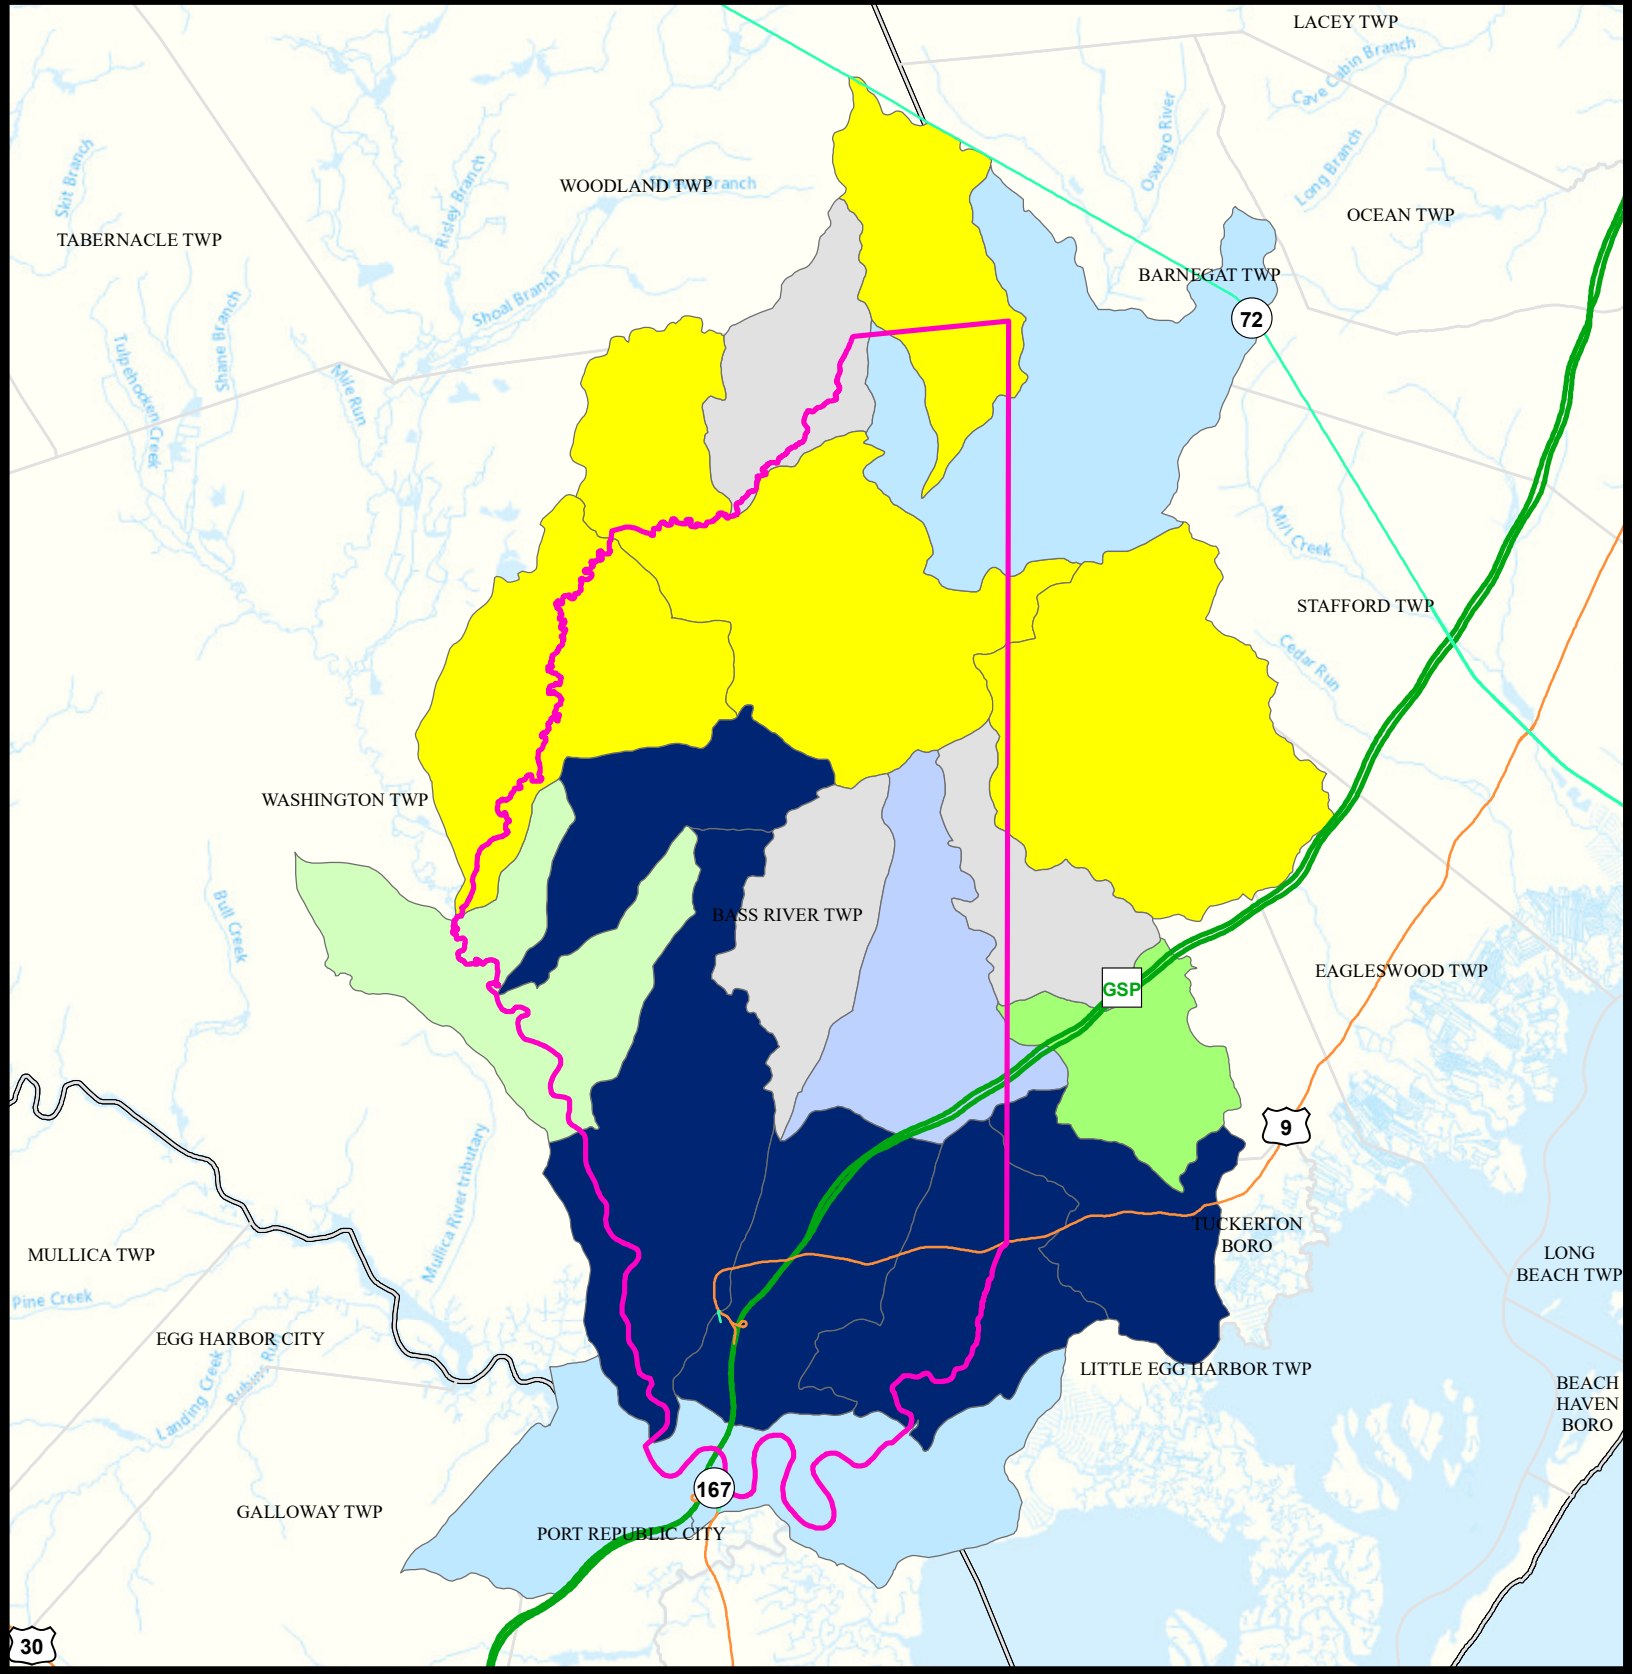 LACEY TWP
Cave Cabin Branch
Oswego River
Skit Branch
Risley Branch
WOODLAND TWP
Long Branch
OCEAN TWP
TABERNACLE TWP
BARNEGAT TWP
Shoal Branch
72
Shane Branch
Tulpehocken Creek
Mile Run
Mill Creek
STAFFORD TWP
Cedar Run
WASHINGTON TWP
Bull Creek
BASS RIVER TWP
EAGLESWOOD TWP
GSP
9
Mullica River tributary
TUCKERTON
BORO
MULLICA TWP
LONG
BEACH TWP
Pine Creek
EGG HARBOR CITY
Landing Creek
LITTLE EGG HARBOR TWP
BEACH
HAVEN
BORO
167
GALLOWAY TWP
PORT REPUBLIC CITY
30